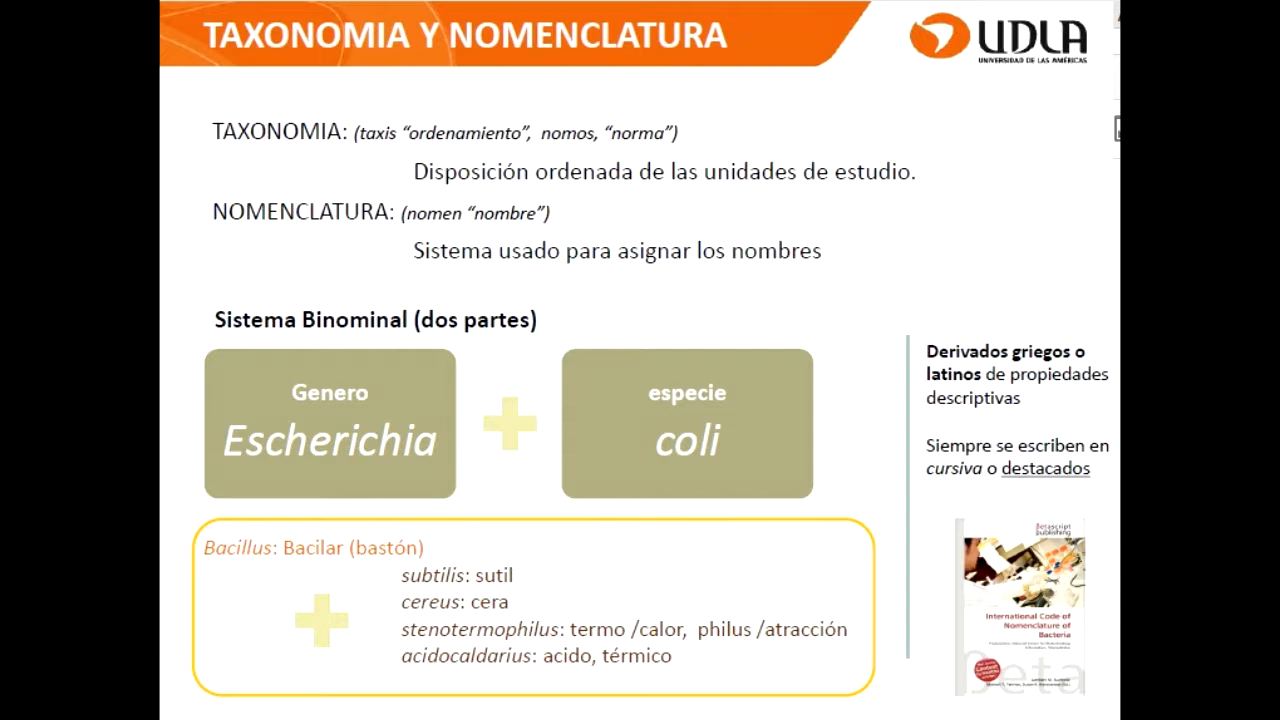 TAXONOMIA Y NOMENCLATURA
UDLA
UNIVERSIDAD DE LAS AMÉRICAS
TAXONOMIA: (taxis “ordenamiento”, nomos, “norma”)
Disposición ordenada de las unidades de estudio.
NOMENCLATURA: (nomen “nombre”)
Sistema usado para asignar los nombres
Sistema Binominal (dos partes)
Genero
Escherichia
especie
coli
Bacillus: Bacilar (bastón)
subtilis: sutil
cereus: cera
stenotermophilus: termo /calor, philus /atracción
acidocaldarius: acido, térmico
Derivados griegos o
latinos de propiedades
descriptivas
Siempre se escriben en
cursiva o destacados
Betascript
publishing
International Code of
Nomenclature of
Bacteria
Beta